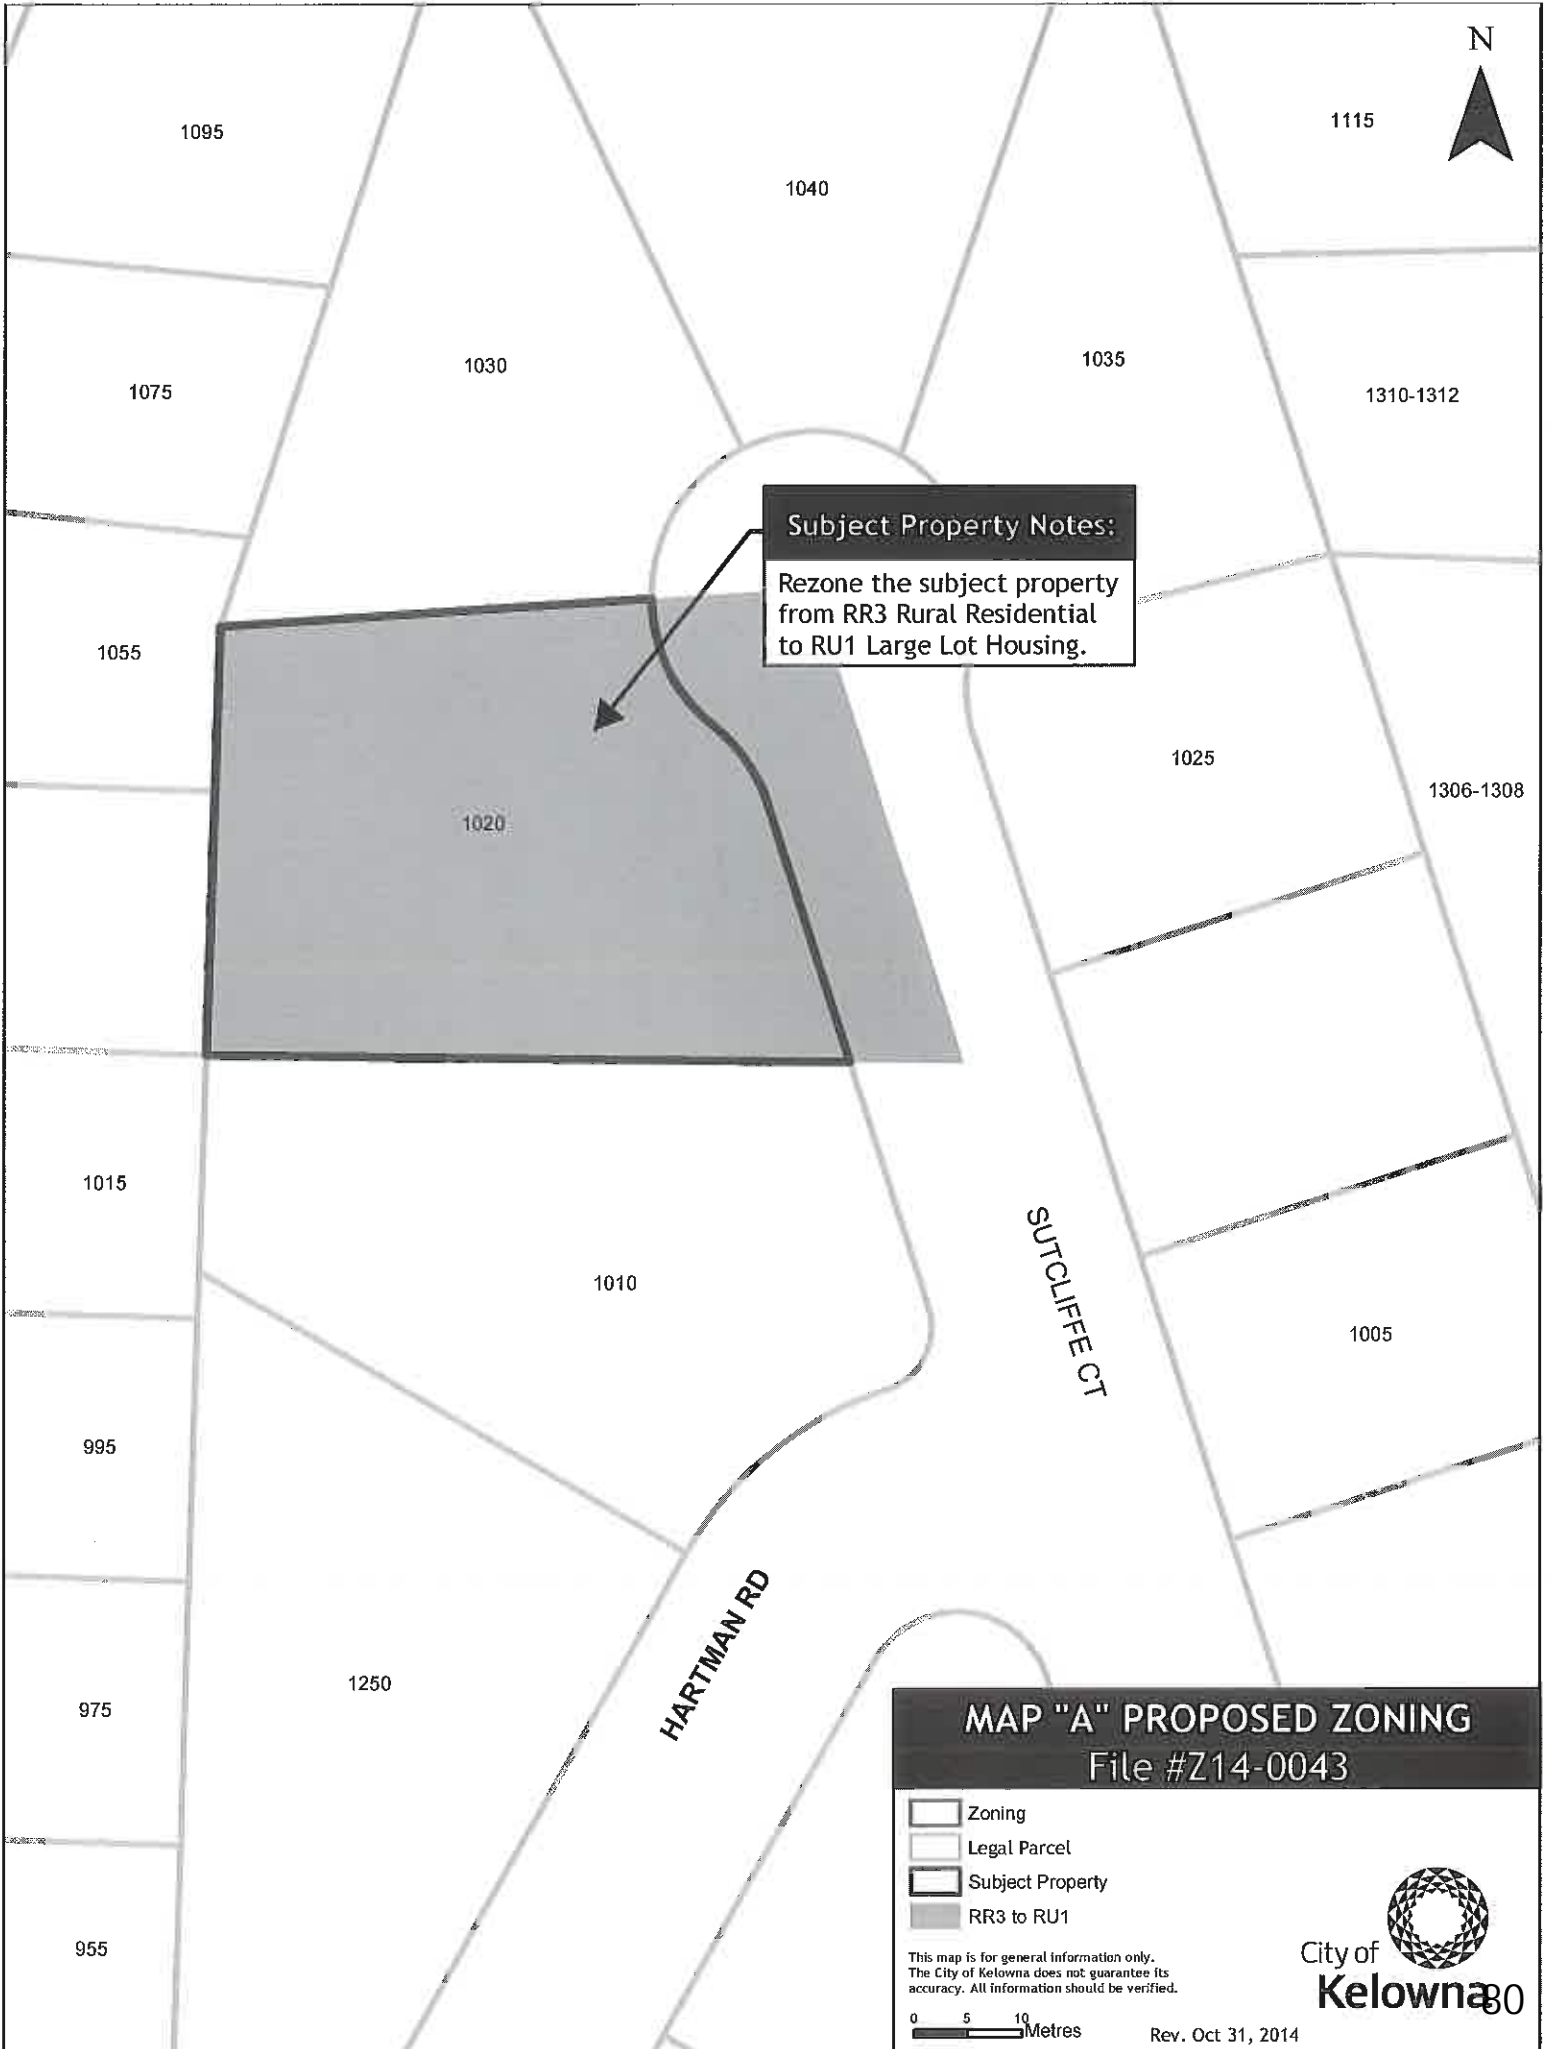 N
1095
1115
1040
1030
1035
1075
1310-1312
Subject Property Notes:
Rezone the subject property
from RR3 Rural Residential
to RU1 Large Lot Housing.
1055
1025
1306-1308
1020
1015
SUTCLIFFE CT
1010
1005
995
HARTMAN RD
1250
975
955
MAP "A" PROPOSED ZONING
File #Z14-0043
Zoning
Legal Parcel
Subject Property
RR3 to RU1
This map is for general information only.
The City of Kelowna does not guarantee its
accuracy. All information should be verified.
0 5 10
Metres
Rev. Oct 31, 2014
City of
Kelowna
80